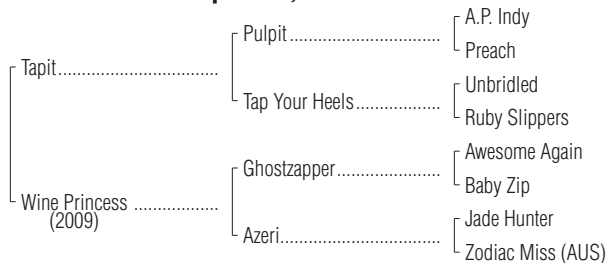 A.P. Indy
Pulpit
Preach
Tapit
Unbridled
Tap Your Heels
Ruby Slippers
Awesome Again
Ghostzapper
Baby Zip
Wine Princess
(2009)
Jade Hunter
Azeri
Zodiac Miss (AUS)